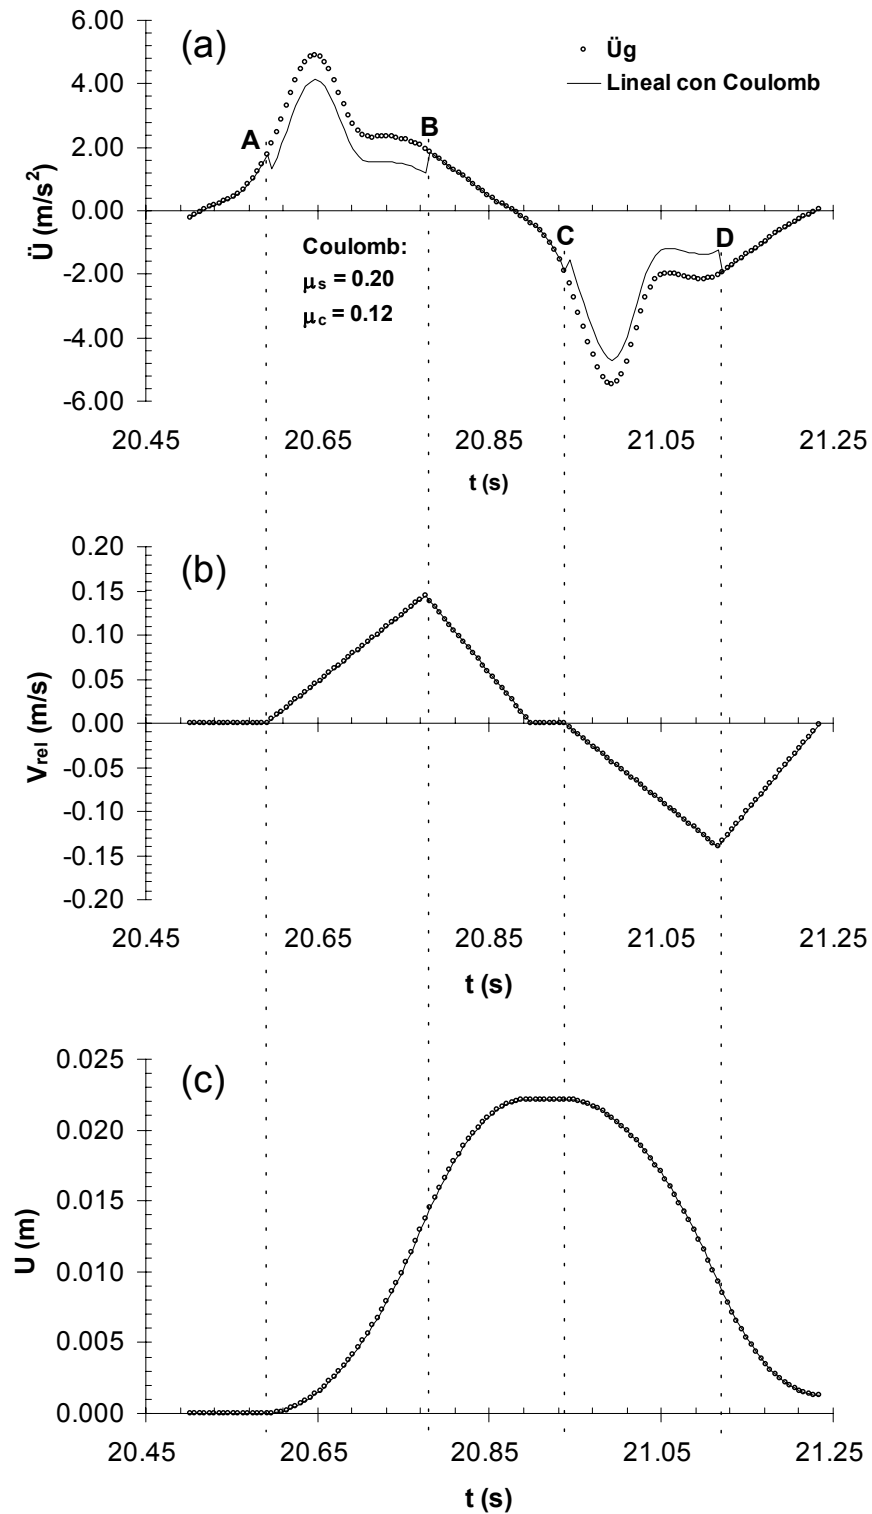 (a)
Üg
Lineal con Coulomb
6.00
4.00
2.00
0.00
-2.00
-4.00
-6.00
Ü (m/s²)
A
B
C
D
Coulomb:
μs = 0.20
μc = 0.12
20.45 20.65 20.85 21.05 21.25
t (s)
(b)
0.20
0.15
0.10
0.05
0.00
-0.05
-0.10
-0.15
-0.20
Vrel (m/s)
20.45 20.65 20.85 21.05 21.25
t (s)
(c)
0.025
0.020
0.015
0.010
0.005
0.000
U (m)
20.45 20.65 20.85 21.05 21.25
t (s)